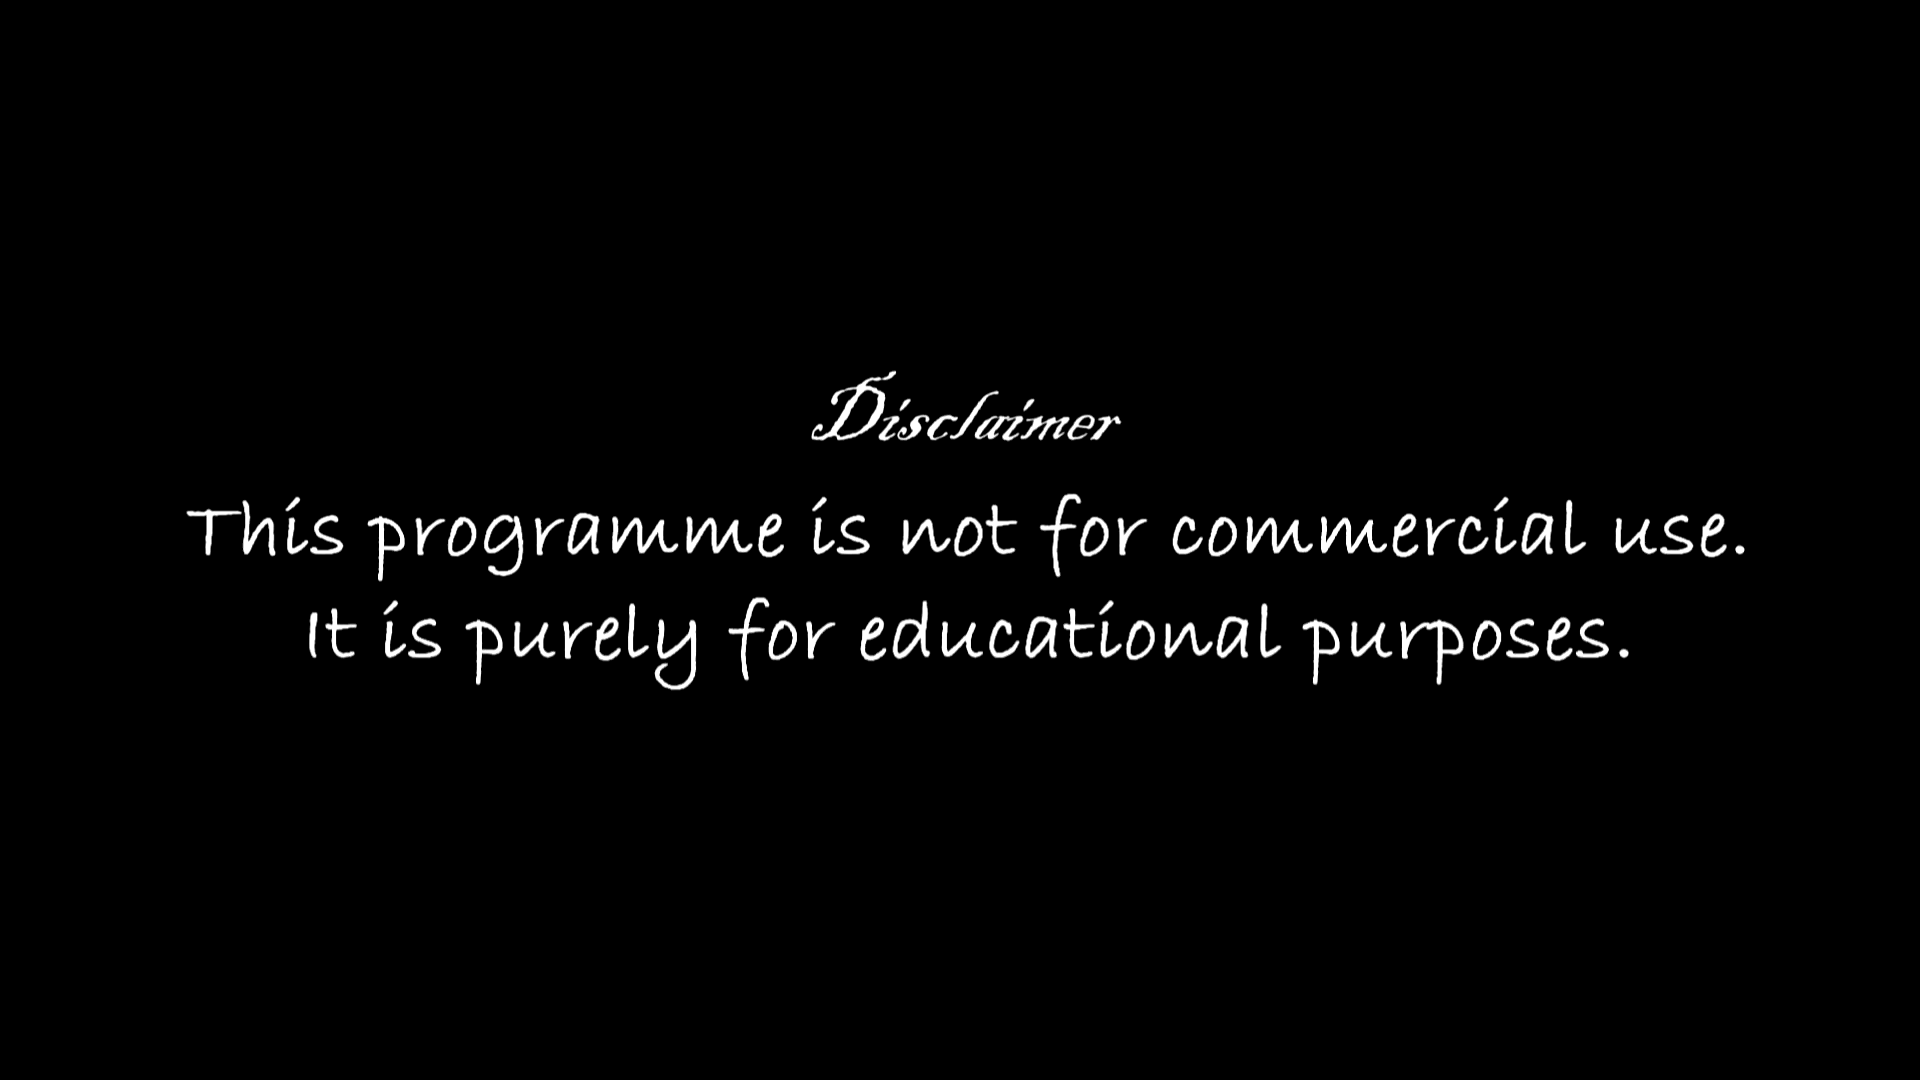 Disclaimer
This programme is not for commercial use.
It is purely for educational purposes.